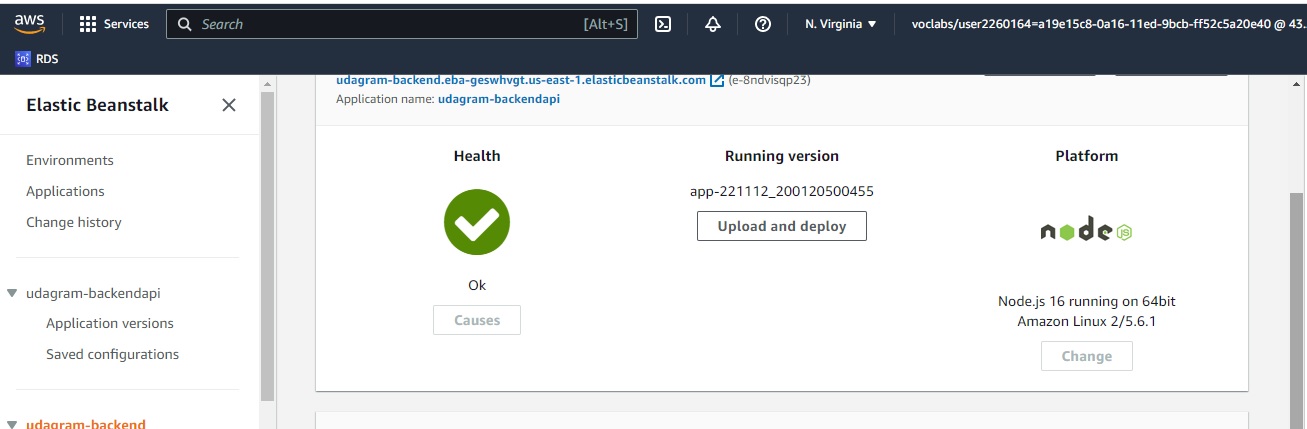 aws
Services
Search
[Alt+S]
N. Virginia
voclabs/user2260164=a19e15c8-0a16-11ed-9bcb-ff52c5a20e40 @ 43..
RDS
Elastic Beanstalk
Environments
Applications
Change history
udagram-backendapi
Application versions
Saved configurations
udagram-backend
udagram-backend.eba-geswhvgt.us-east-1.elasticbeanstalk.com (e-8ndvisqp23)
Application name: udagram-backendapi
Health
Ok
Causes
Running version
app-221112_200120500455
Upload and deploy
Platform
node JS
Node.js 16 running on 64bit
Amazon Linux 2/5.6.1
Change